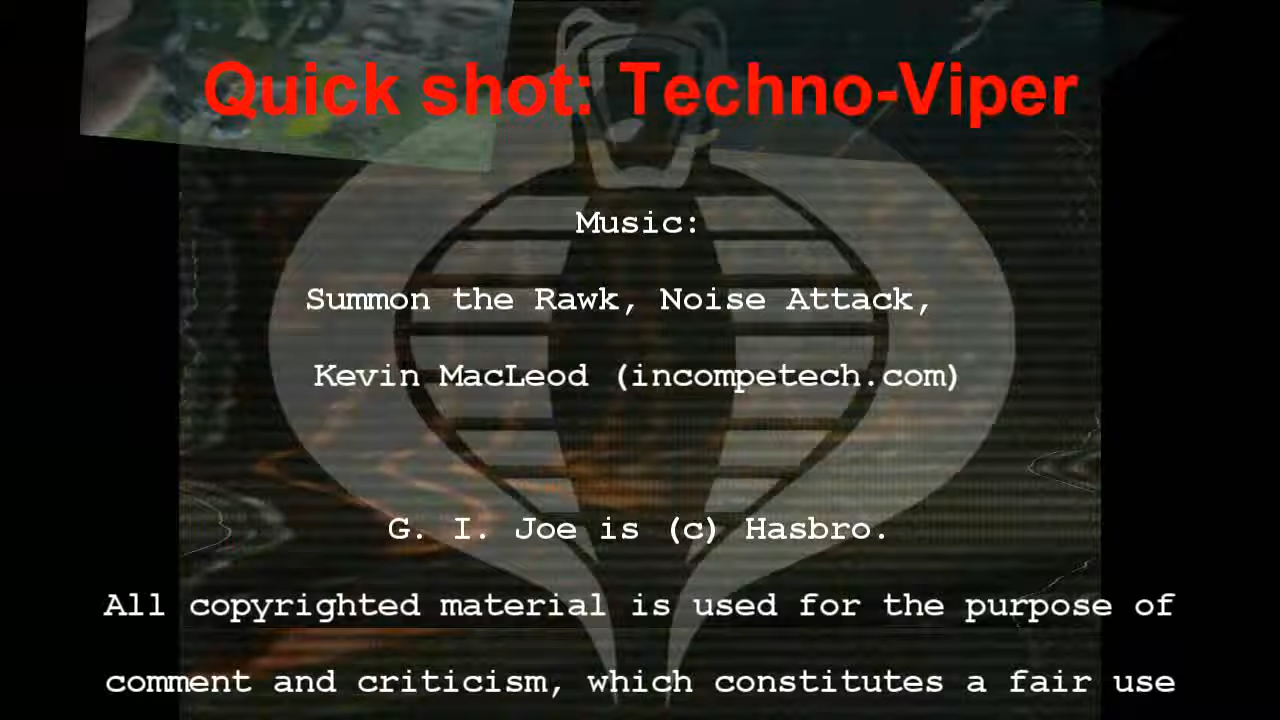 Quick shot: Techno-Viper
Music:
Summon the Rawk, Noise Attack,
Kevin MacLeod (incompetech.com)
G. I. Joe is (c) Hasbro.
All copyrighted material is used for the purpose of
comment and criticism, which constitutes a fair use